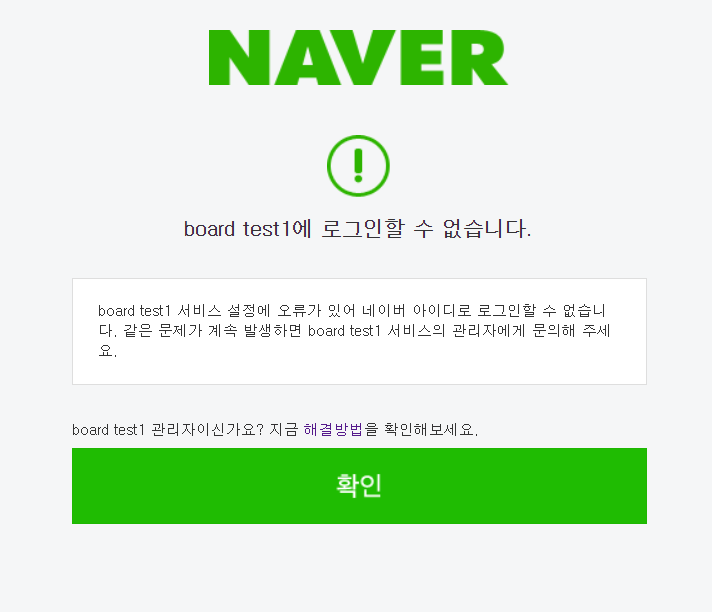 NAVER
board test1에 로그인할 수 없습니다.
board test1 서비스 설정에 오류가 있어 네이버 아이디로 로그인할 수 없습니
다. 같은 문제가 계속 발생하면 board test1 서비스의 관리자에게 문의해 주세
요.
board test1 관리자이신가요? 지금 해결방법을 확인해보세요.
확인